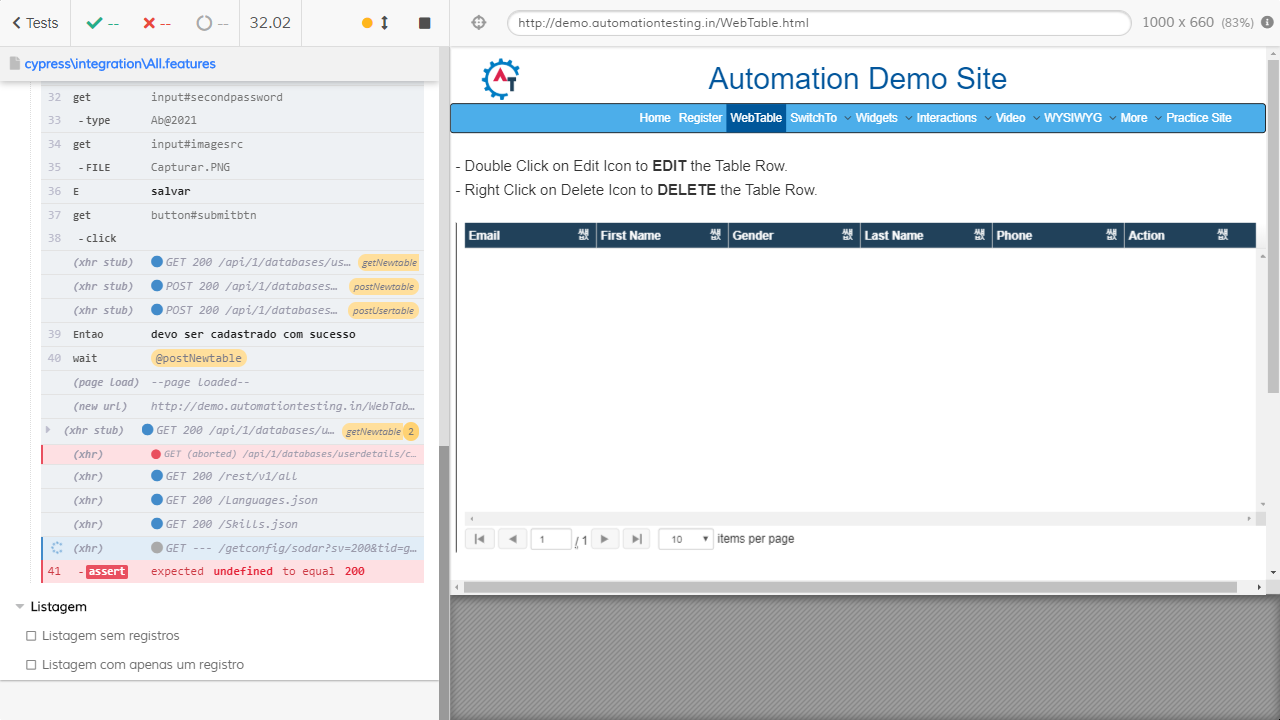 Tests -- -- -- 32.02
cypress\integration\All.features
32 get input#secondpassword
33 -type Ab@2021
34 get input#imagesrc
35 -FILE Capturar.PNG
36 E salvar
37 get button#submitbtn
38 -click
(xhr stub) GET 200 /api/1/databases/us... getNewtable
(xhr stub) POST 200 /api/1/databases... postNewtable
(xhr stub) POST 200 /api/1/databases... postUsertable
39 Entao devo ser cadastrado com sucesso
40 wait @postNewtable
(page load) --page loaded--
(new url) http://demo.automationtesting.in/WebTab...
(xhr stub) GET 200 /api/1/databases/u... getNewtable 2
(xhr) GET (aborted) /api/1/databases/userdetails/c...
(xhr) GET 200 /rest/v1/all
(xhr) GET 200 /Languages.json
(xhr) GET 200 /Skills.json
(xhr) GET --- /getconfig/sodar?sv=200&tid=g...
41 -assert expected undefined to equal 200
Listagem
Listagem sem registros
Listagem com apenas um registro
http://demo.automationtesting.in/WebTable.html 1000 x 660 (83%)
AT Automation Demo Site
Home Register WebTable SwitchTo Widgets Interactions Video WYSIWYG More Practice Site
- Double Click on Edit Icon to EDIT the Table Row.
- Right Click on Delete Icon to DELETE the Table Row.
Email First Name Gender Last Name Phone Action
1 / 1 10 items per page